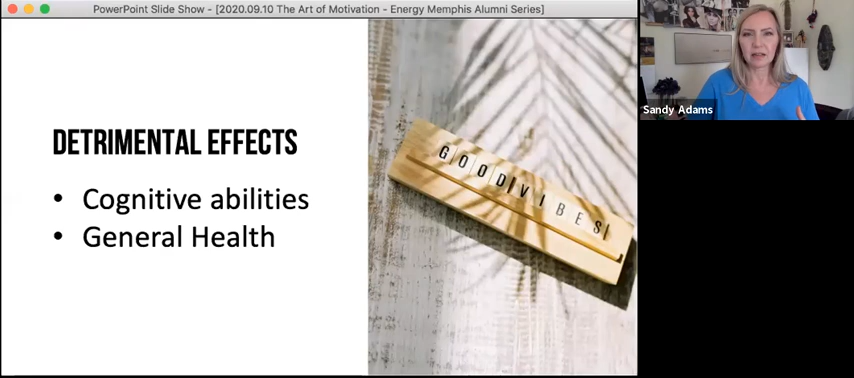 PowerPoint Slide Show - [2020.09.10 The Art of Motivation - Energy Memphis Alumni Series]
Sandy Adams
DETRIMENTAL EFFECTS
• Cognitive abilities
• General Health
GOOD VIBES